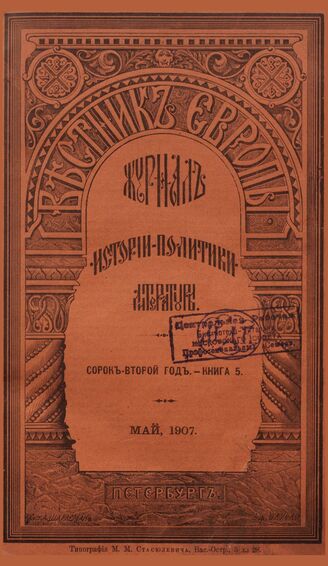 ВѢСТНИКЪ ЕВРОПЫ
ЖУРНАЛЪ
ИСТОРІИ-ПОЛИТИКИ
ЛИТЕРАТУРЫ.
СОРОКЪ-ВТОРОЙ ГОДЪ.—КНИГА 5.
МАЙ, 1907.
ПЕТЕРБУРГЪ.
Типографія М. М. Стасюлевича, Вас.-Остр., 5 л., 28.